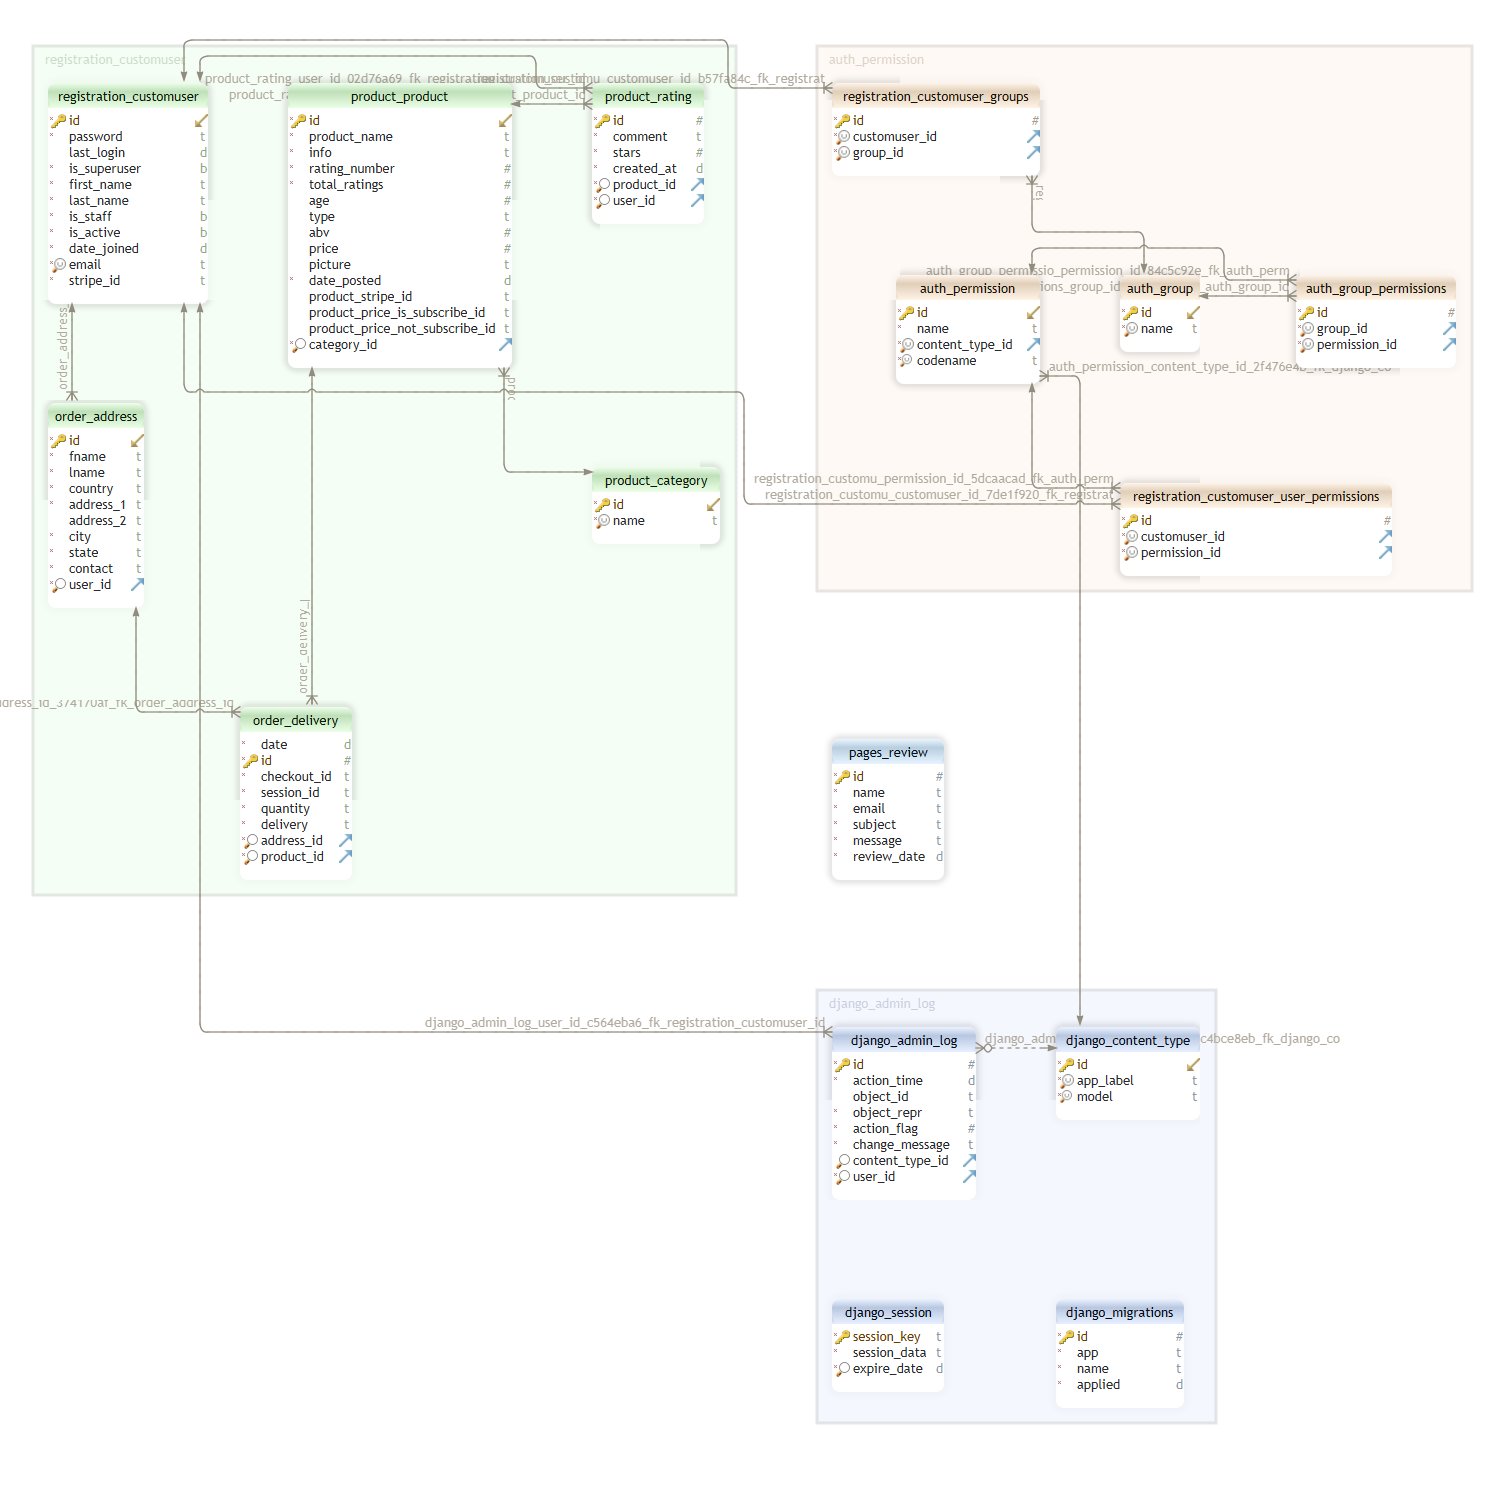 registration_customuser
product_rating_user_id_02d76a69_fk_registration_customuser_id
customuser_id_b57fa84c_fk_registrat
registration_customuser
id
password t
last_login d
is_superuser b
first_name t
last_name t
is_staff b
is_active b
date_joined d
email t
stripe_id t
product_product
id
product_name t
info t
rating_number #
total_ratings #
age #
type t
abv #
price #
picture t
date_posted d
product_stripe_id t
product_price_is_subscribe_id t
product_price_not_subscribe_id t
category_id
t_product_id
product_rating
id #
comment t
stars #
created_at d
product_id
user_id
order_address
order_address
id
fname t
lname t
country t
address_1 t
address_2 t
city t
state t
contact t
user_id
product_category
id
name t
order_delivery_
dress_id_374170af_fk_order_address_id
order_delivery
date d
id #
checkout_id t
session_id t
quantity t
delivery t
address_id
product_id
auth_permission
registration_customuser_groups
id #
customuser_id
group_id
auth_group_permissio_permission_id_84c5c92e_fk_auth_perm
ions_group_id
auth_group_id
auth_permission
id
name t
content_type_id
codename t
auth_group
id
name t
auth_group_permissions
id #
group_id
permission_id
auth_permission_content_type_id_2f476e4b_fk_django_co
registration_customu_permission_id_5dcaacad_fk_auth_perm
registration_customu_customuser_id_7de1f920_fk_registrat
registration_customuser_user_permissions
id #
customuser_id
permission_id
pages_review
id #
name t
email t
subject t
message t
review_date d
django_admin_log
django_admin_log_user_id_c564eba6_fk_registration_customuser_id
django_adm
c4bce8eb_fk_django_co
django_admin_log
id #
action_time d
object_id t
object_repr t
action_flag #
change_message t
content_type_id
user_id
django_content_type
id
app_label t
model t
django_session
session_key t
session_data t
expire_date d
django_migrations
id #
app t
name t
applied d